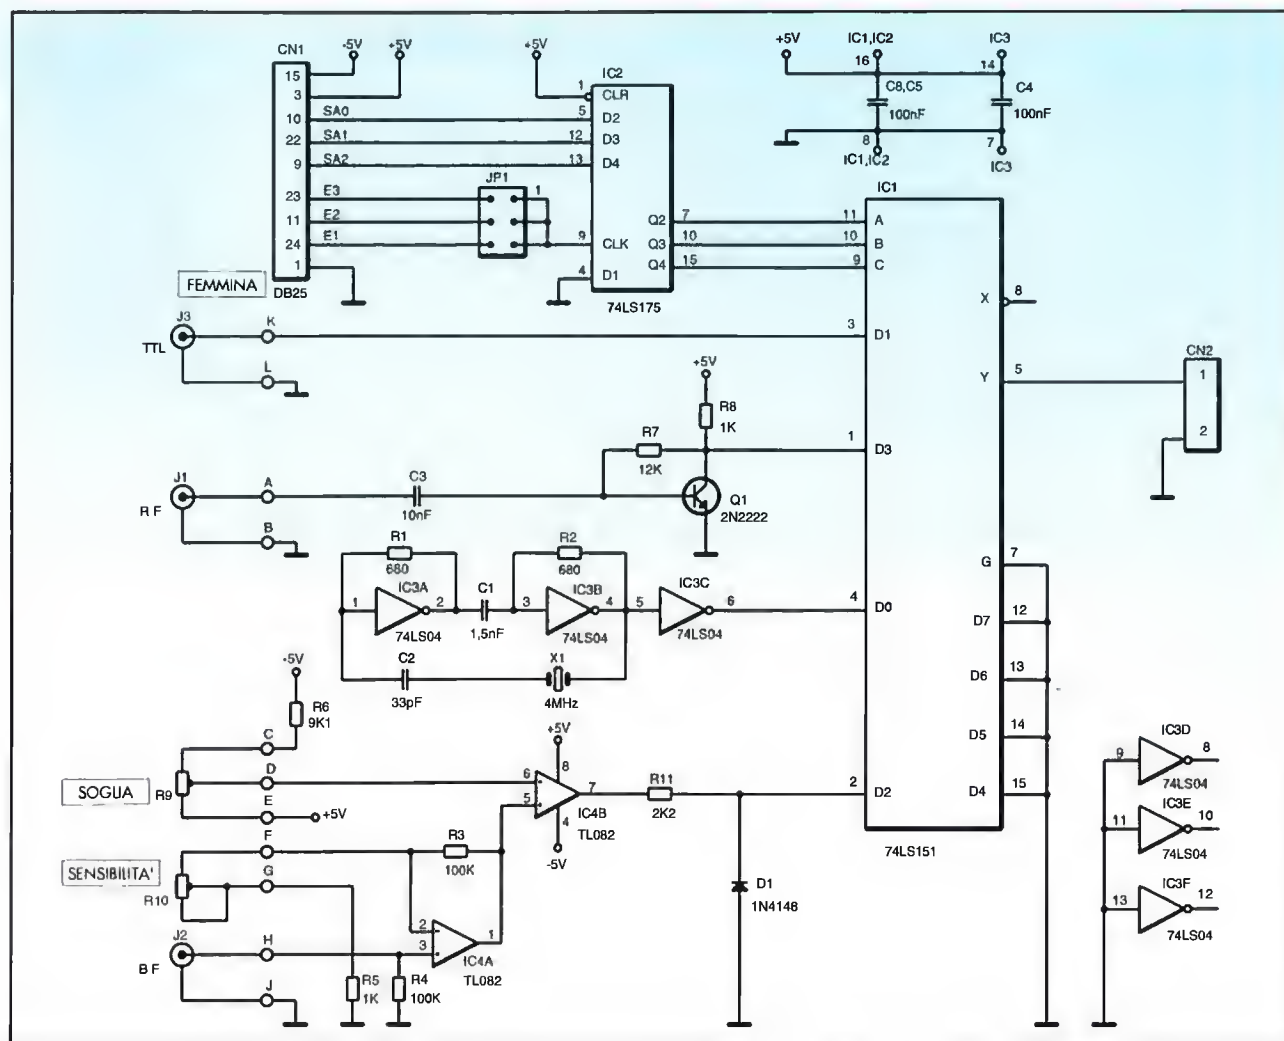 CN1
-5V
+5V
15
3
10
22
9
23
11
24
1
DB25
SA0
SA1
SA2
E3
E2
E1
FEMMINA
JP1
1
+5V
IC2
1
CLR
5
D2
12
D3
13
D4
9
CLK
4
D1
Q2
7
Q3
10
Q4
15
74LS175
+5V
IC1,IC2
16
IC3
14
C8,C5
100nF
C4
100nF
8
IC1,IC2
7
IC3
IC1
11
A
10
B
9
C
X
8
3
D1
Y
5
1
D3
G
7
4
D0
D7
12
D6
13
D5
14
D4
15
2
D2
74LS151
CN2
1
2
J3
TTL
K
L
+5V
R8
1K
R7
12K
Q1
2N2222
J1
RF
A
B
C3
10nF
R1
680
IC3A
1
2
74LS04
C1
1,5nF
R2
680
IC3B
3
4
74LS04
IC3C
5
6
74LS04
C2
33pF
X1
4MHz
-5V
R6
9K1
C
D
E
+5V
SOGLIA
R9
+5V
8
6
5
7
4
IC4B
TL082
-5V
R11
2K2
D1
1N4148
F
G
SENSIBILITA'
R10
R3
100K
2
3
1
IC4A
TL082
J2
BF
H
J
R5
1K
R4
100K
IC3D
9
8
74LS04
IC3E
11
10
74LS04
IC3F
13
12
74LS04